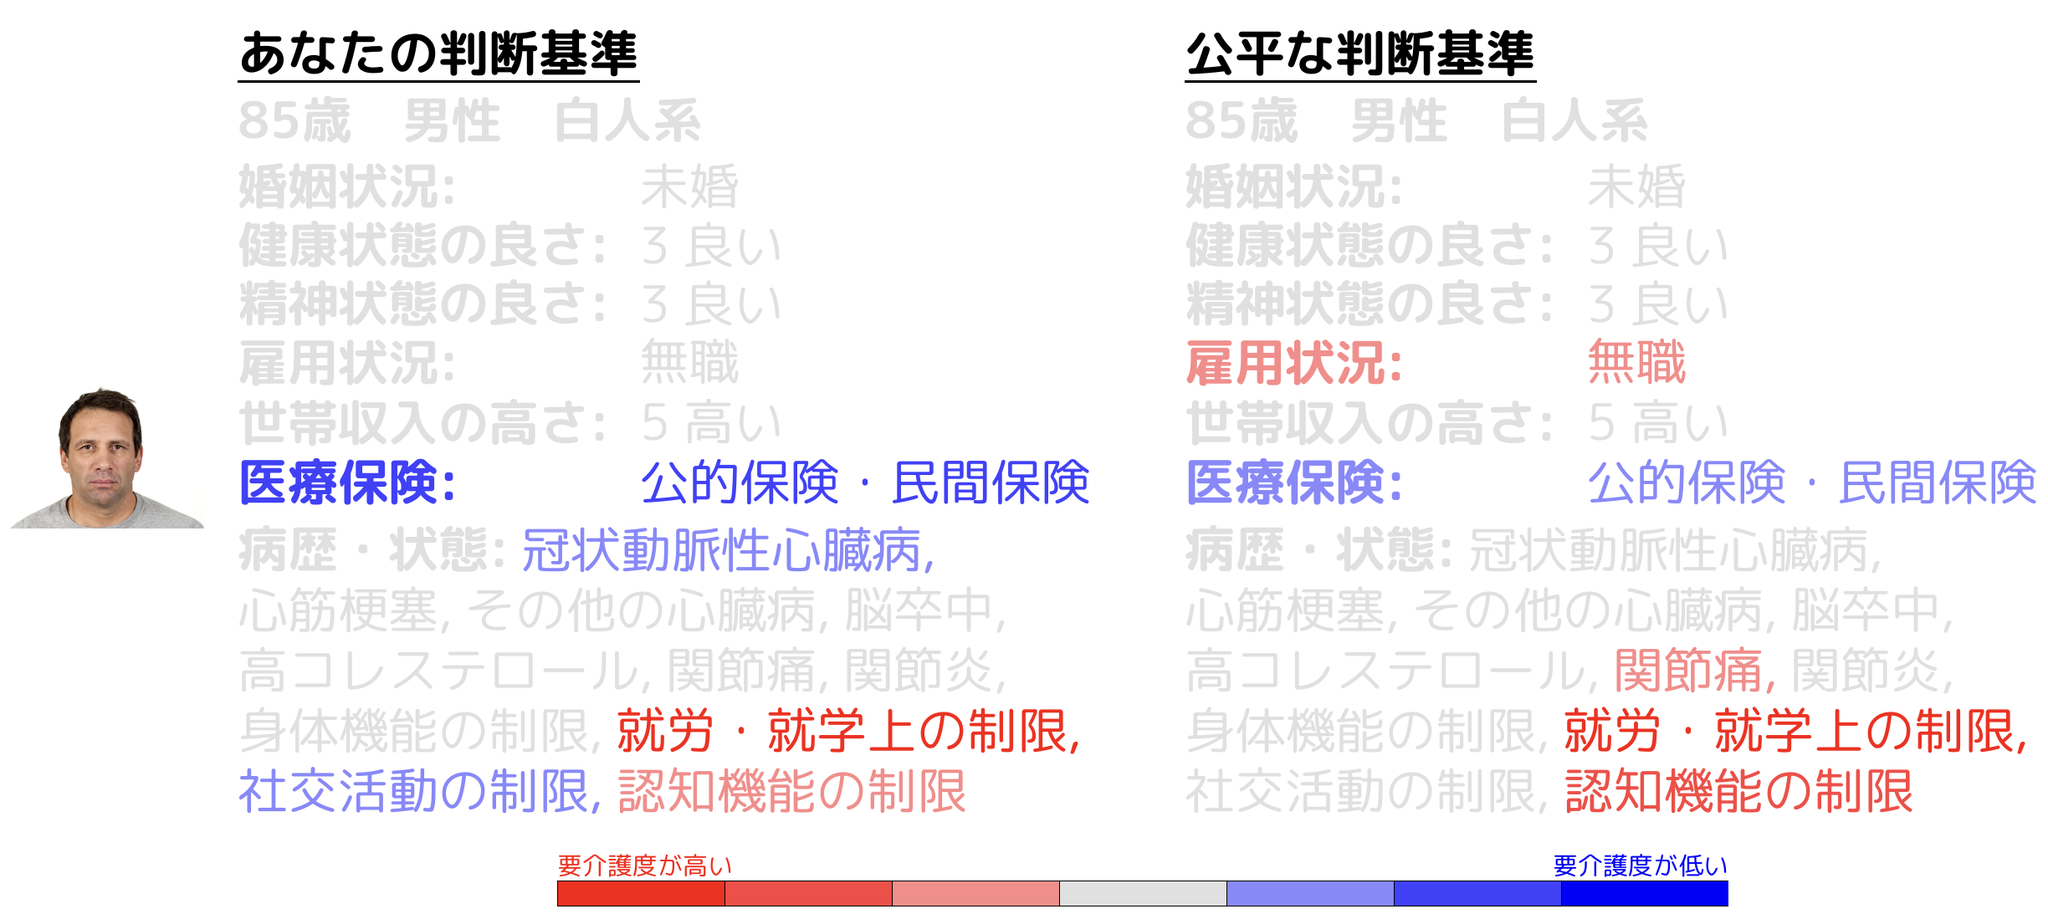 あなたの判断基準
85歳 男性 白人系
婚姻状況: 未婚
健康状態の良さ: 3 良い
精神状態の良さ: 3 良い
雇用状況: 無職
世帯収入の高さ: 5 高い
医療保険: 公的保険・民間保険
病歴・状態: 冠状動脈性心臓病,
心筋梗塞, その他の心臓病, 脳卒中,
高コレステロール, 関節痛, 関節炎,
身体機能の制限, 就労・就学上の制限,
社交活動の制限, 認知機能の制限
公平な判断基準
85歳 男性 白人系
婚姻状況: 未婚
健康状態の良さ: 3 良い
精神状態の良さ: 3 良い
雇用状況: 無職
世帯収入の高さ: 5 高い
医療保険: 公的保険・民間保険
病歴・状態: 冠状動脈性心臓病,
心筋梗塞, その他の心臓病, 脳卒中,
高コレステロール, 関節痛, 関節炎,
身体機能の制限, 就労・就学上の制限,
社交活動の制限, 認知機能の制限
要介護度が高い 要介護度が低い